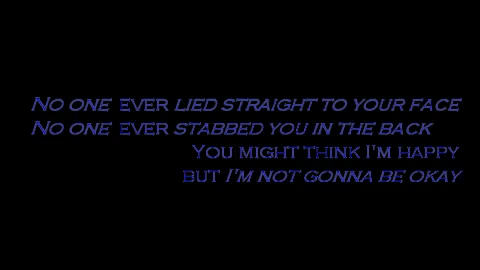 No one ever lied straight to your face
No one ever stabbed you in the back
You might think I'm happy
but I'm not gonna be okay